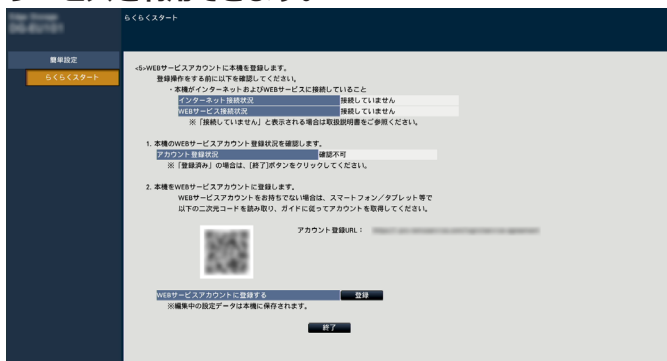 らくらくスタート
簡単設定
らくらくスタート
<5>WEBサービスアカウントに本機を登録します。
登録操作をする前に以下を確認してください。
・本機がインターネットおよびWEBサービスに接続していること
インターネット接続状況 接続していません
WEBサービス接続状況 接続していません
※「接続していません」と表示される場合は取扱説明書をご参照ください。
1. 本機のWEBサービスアカウント登録状況を確認します。
アカウント登録状況 確認不可
※「登録済み」の場合は、[終了]ボタンをクリックしてください。
2. 本機をWEBサービスアカウントに登録します。
WEBサービスアカウントをお持ちでない場合は、スマートフォン/タブレット等で
以下の二次元コードを読み取り、ガイドに従ってアカウントを取得してください。
アカウント登録URL：
WEBサービスアカウントに登録する 登録
※編集中の設定データは本機に保存されます。
終了